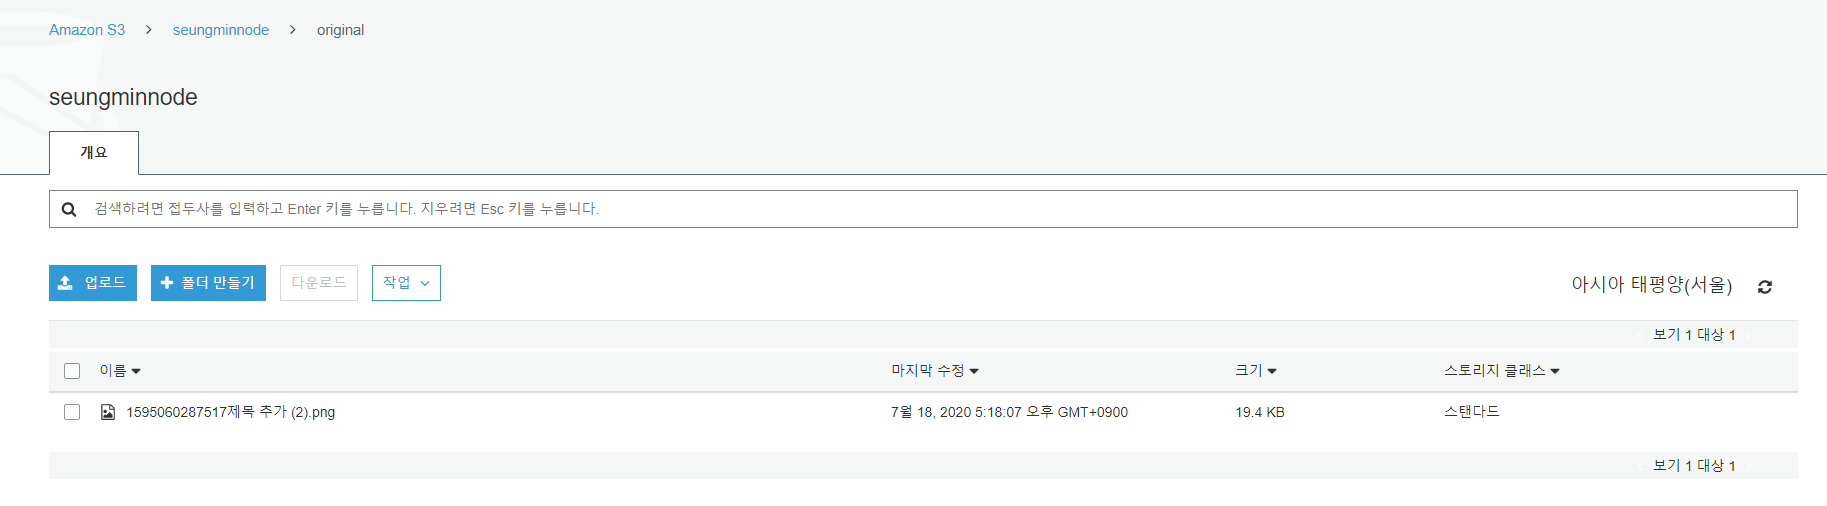 Amazon S3 > seungminnode > original
seungminnode
개요
검색하려면 접두사를 입력하고 Enter 키를 누릅니다. 지우려면 Esc 키를 누릅니다.
업로드 + 폴더 만들기 다운로드 작업 아시아 태평양(서울)
보기 1 대상 1
이름 마지막 수정 크기 스토리지 클래스
1595060287517제목 추가 (2).png 7월 18, 2020 5:18:07 오후 GMT+0900 19.4 KB 스탠다드
보기 1 대상 1